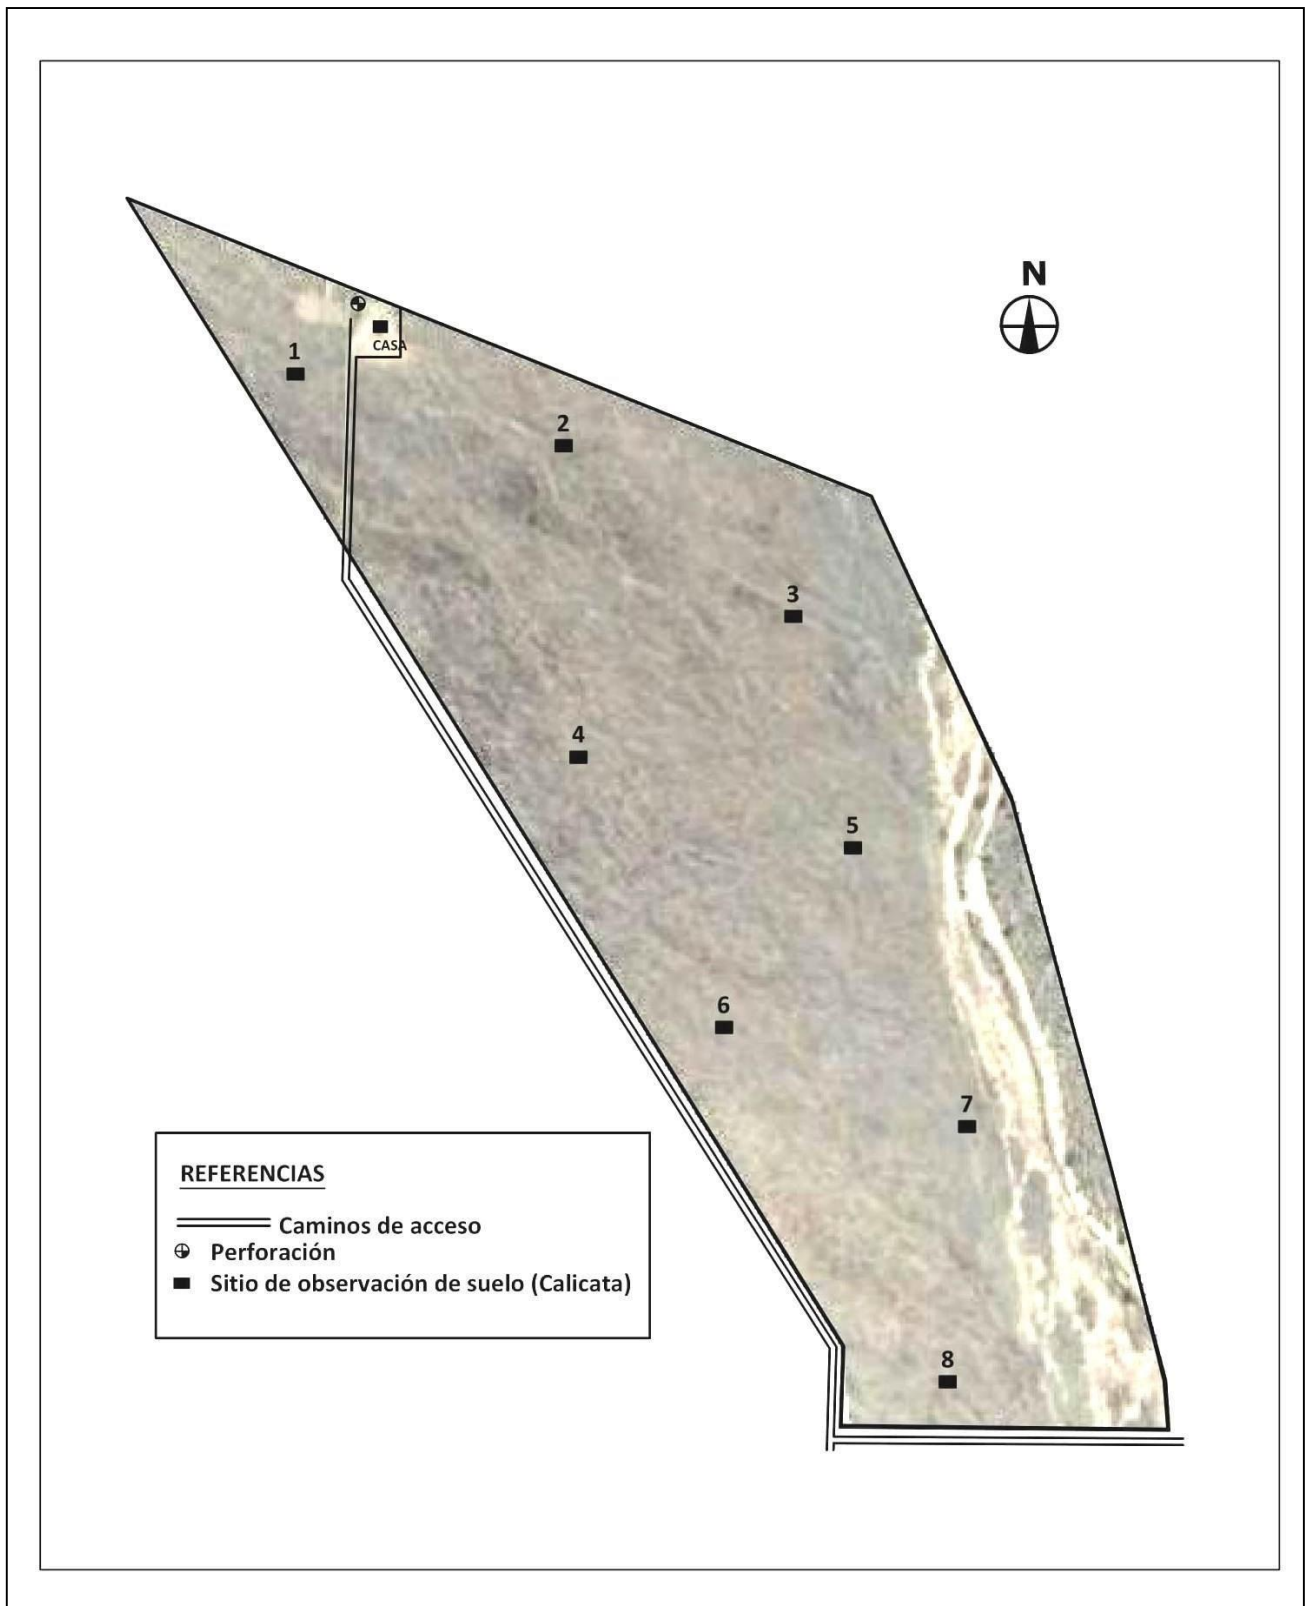 N
CASA
1
2
3
4
5
6
7
8
REFERENCIAS
Caminos de acceso
Perforación
Sitio de observación de suelo (Calicata)